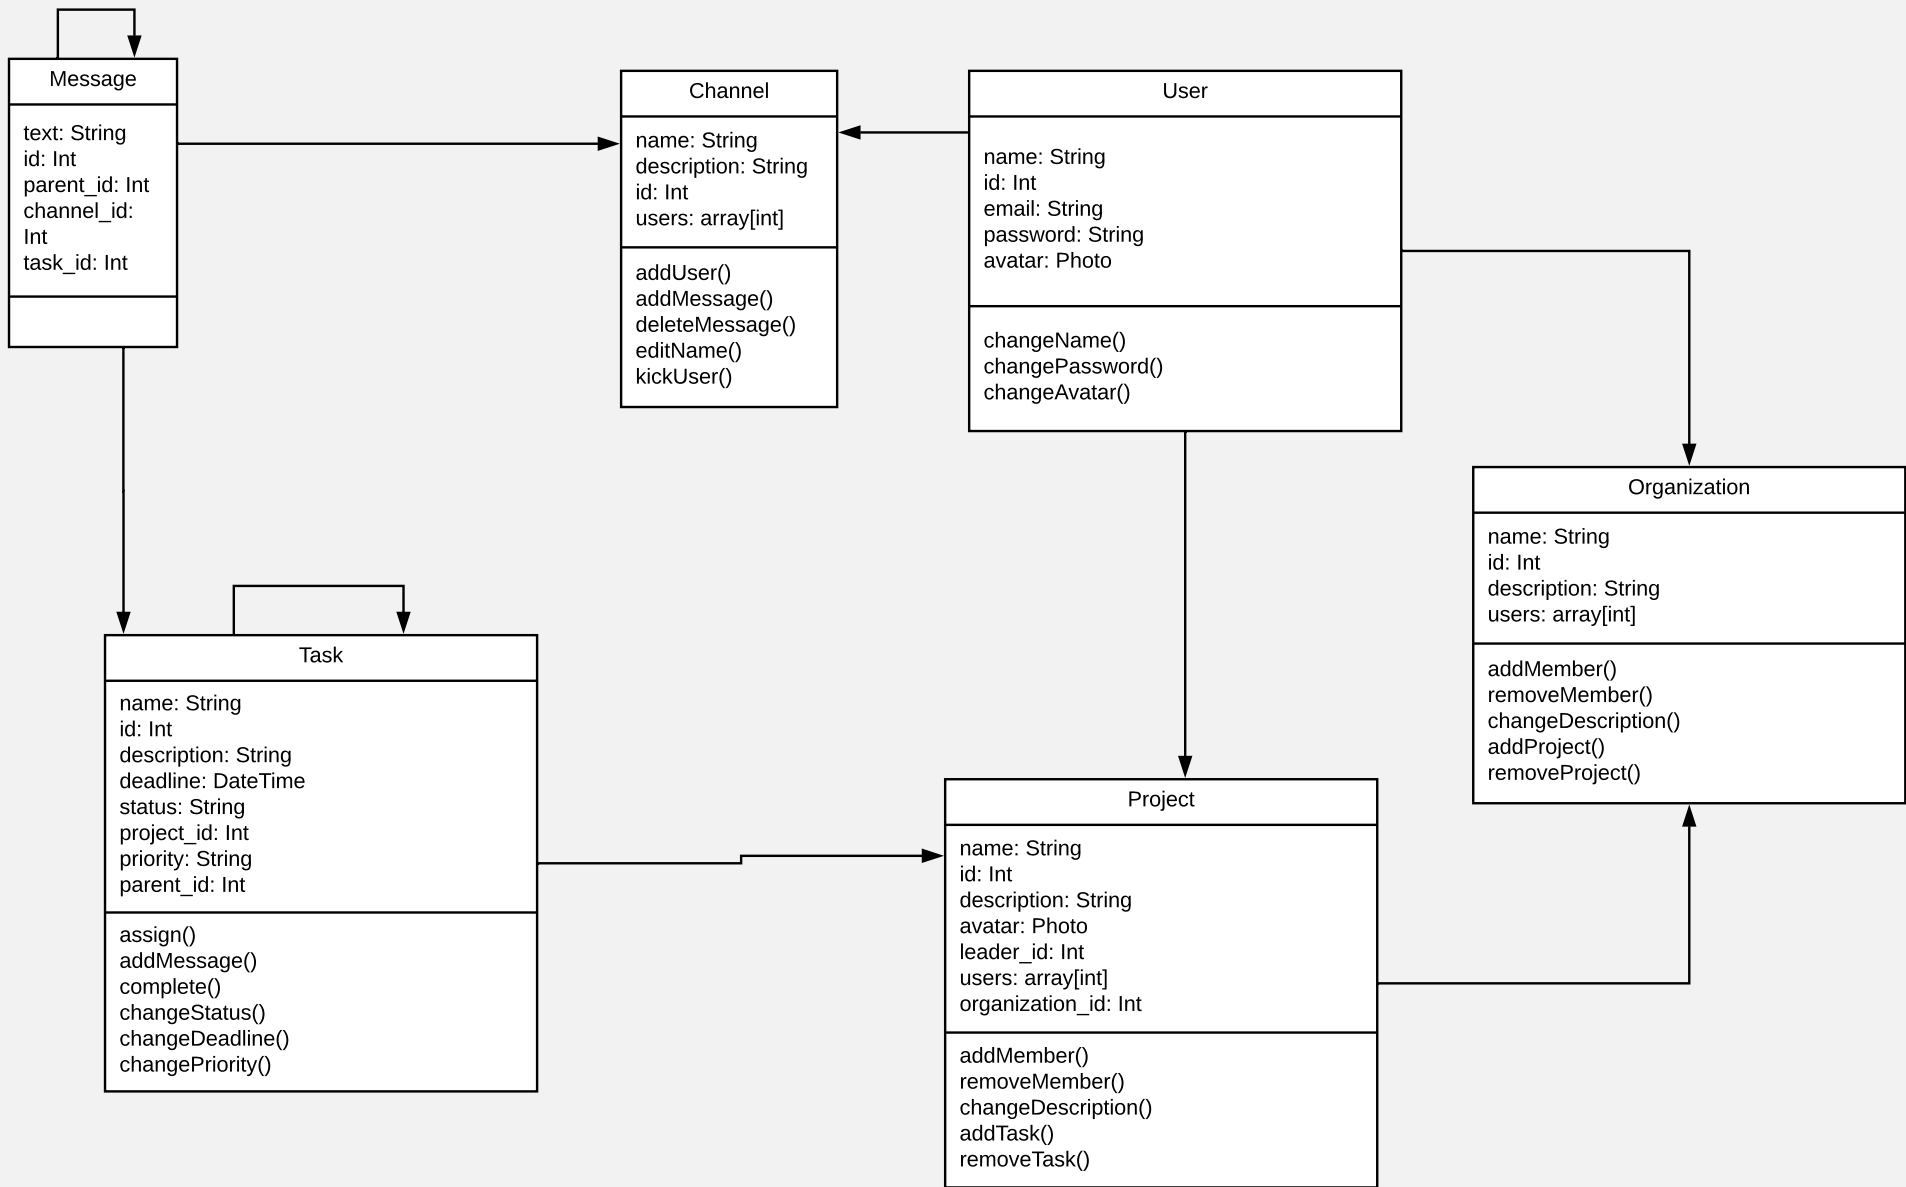 Message
text: String
id: Int
parent_id: Int
channel_id:
Int
task_id: Int
Channel
name: String
description: String
id: Int
users: array[int]
addUser()
addMessage()
deleteMessage()
editName()
kickUser()
User
name: String
id: Int
email: String
password: String
avatar: Photo
changeName()
changePassword()
changeAvatar()
Organization
name: String
id: Int
description: String
users: array[int]
addMember()
removeMember()
changeDescription()
addProject()
removeProject()
Task
name: String
id: Int
description: String
deadline: DateTime
status: String
project_id: Int
priority: String
parent_id: Int
assign()
addMessage()
complete()
changeStatus()
changeDeadline()
changePriority()
Project
name: String
id: Int
description: String
avatar: Photo
leader_id: Int
users: array[int]
organization_id: Int
addMember()
removeMember()
changeDescription()
addTask()
removeTask()